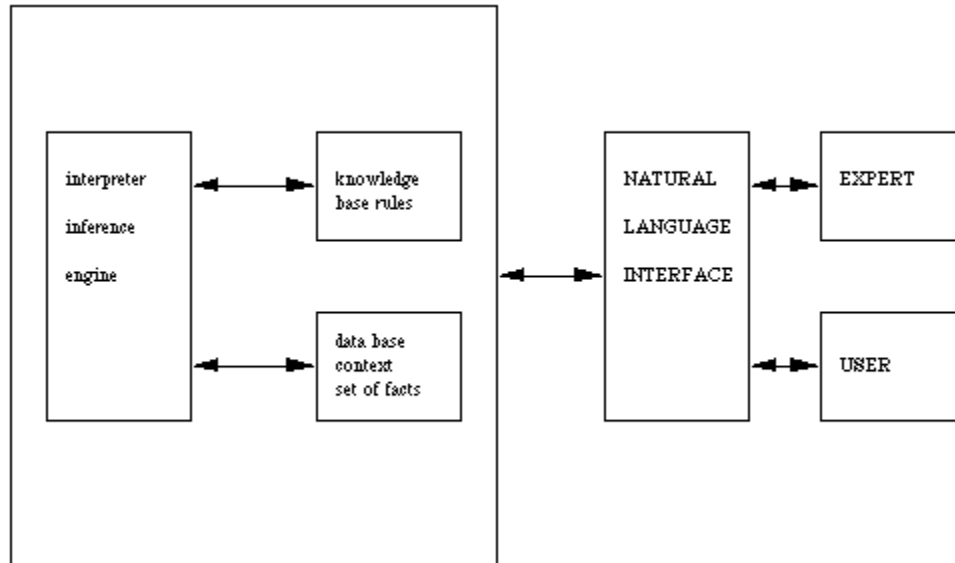 interpreter
inference
engine
knowledge
base rules
data base
context
set of facts
NATURAL
LANGUAGE
INTERFACE
EXPERT
USER